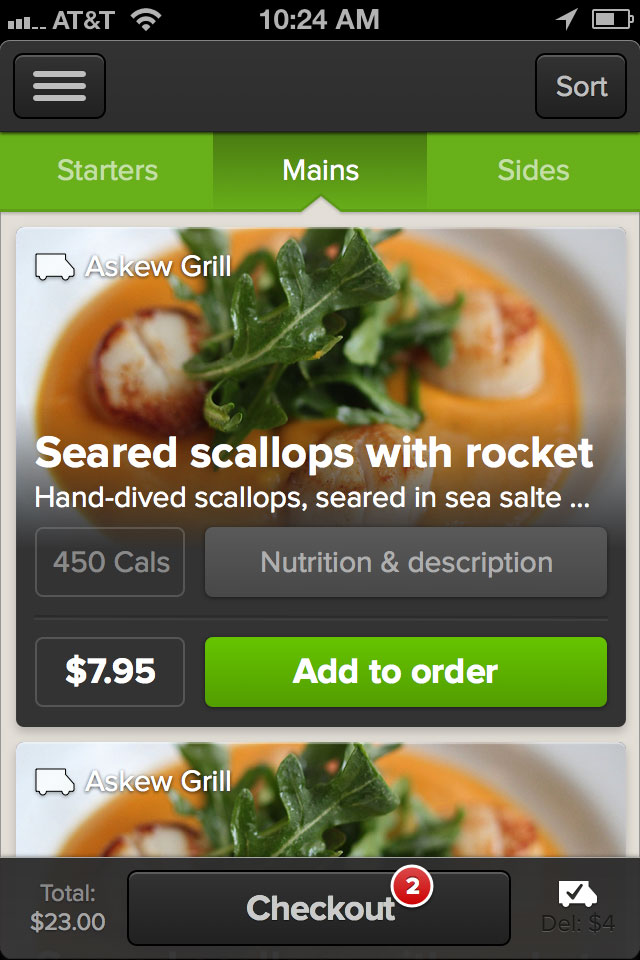 AT&T 10:24 AM
Sort
Starters Mains Sides
Askew Grill
Seared scallops with rocket
Hand-dived scallops, seared in sea salte ...
450 Cals Nutrition & description
$7.95 Add to order
Askew Grill
Total:
$23.00
Checkout
2
Del: $4